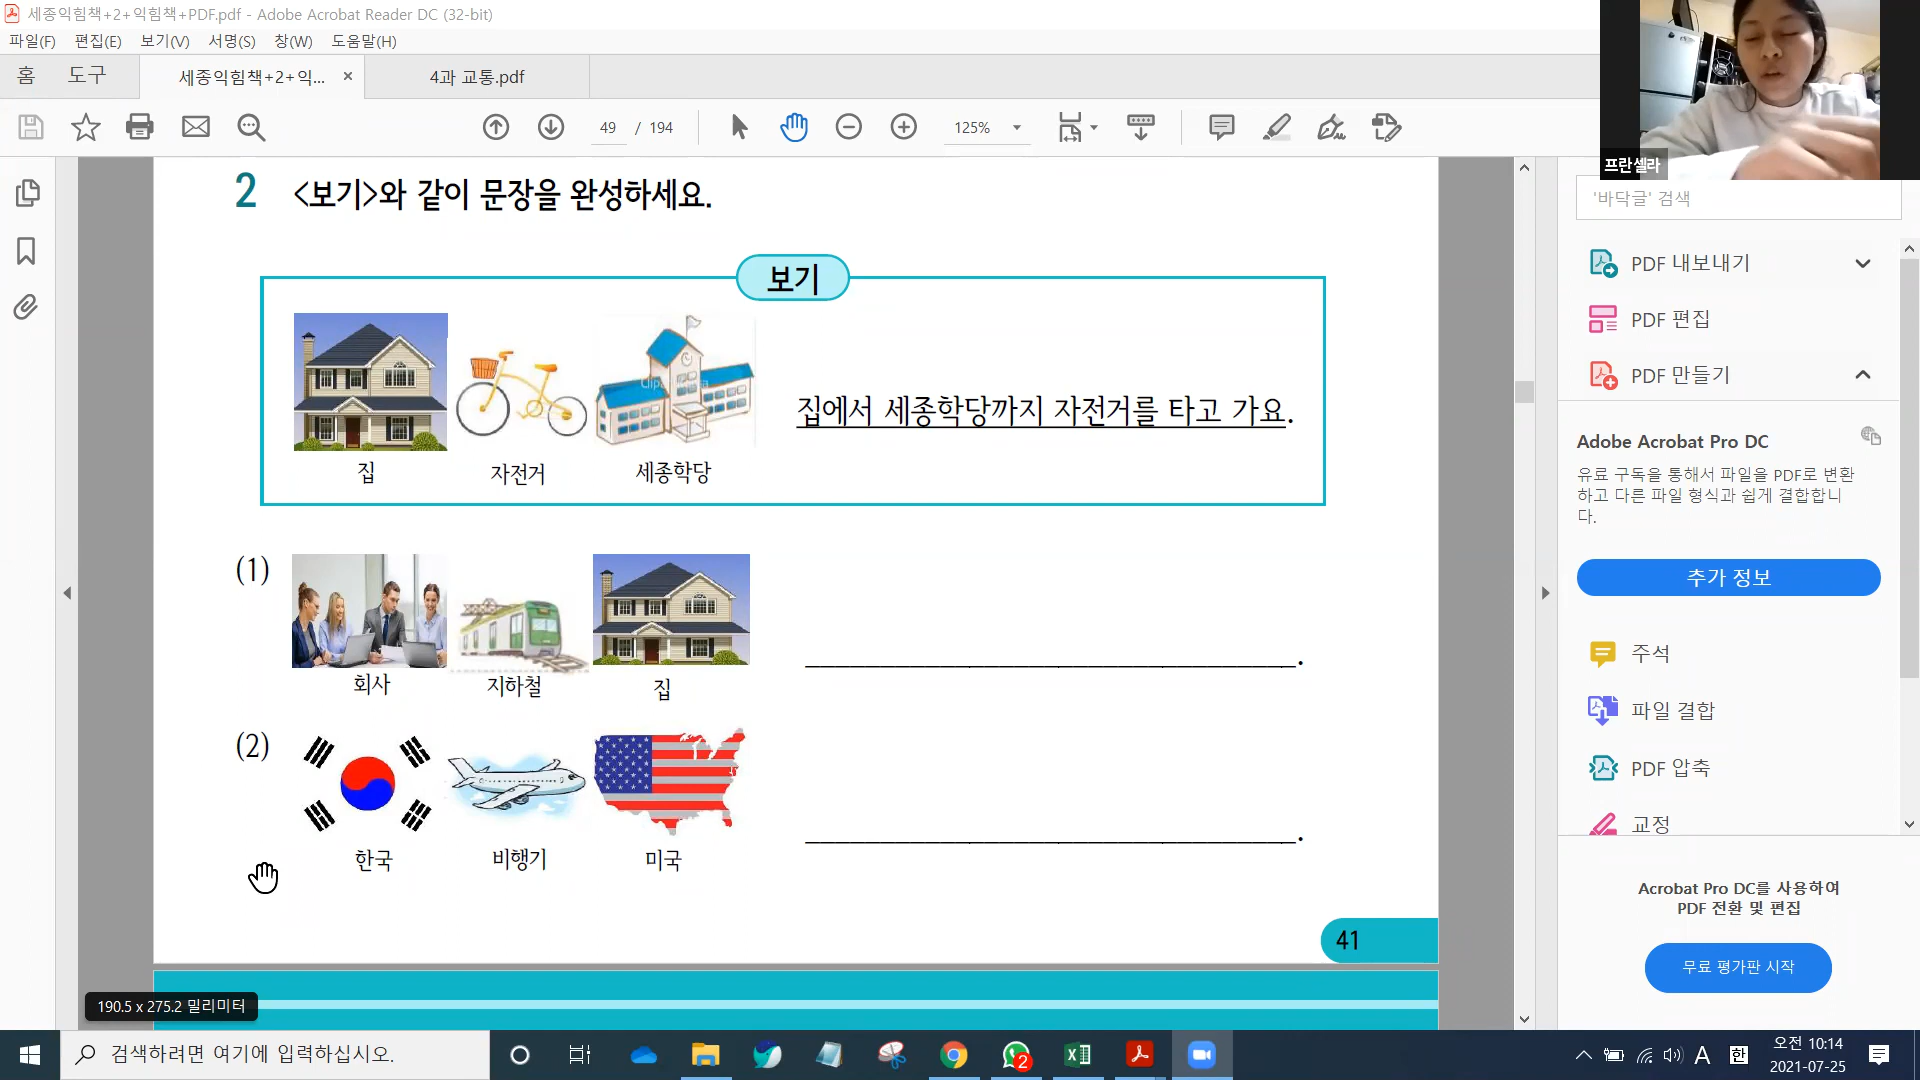 세종익힘책+2+익힘책+PDF.pdf - Adobe Acrobat Reader DC (32-bit)
파일(F) 편집(E) 보기(V) 서명(S) 창(W) 도움말(H)
홈 도구 세종익힘책+2+익... × 4과 교통.pdf
49 / 194 125%
프란셀라
'바닥글' 검색
2 <보기>와 같이 문장을 완성하세요.
보기
집에서 세종학당까지 자전거를 타고 가요.
집 자전거 세종학당
(1)
회사 지하철 집
(2)
한국 비행기 미국
41
190.5 x 275.2 밀리미터
PDF 내보내기
PDF 편집
PDF 만들기
Adobe Acrobat Pro DC
유료 구독을 통해서 파일을 PDF로 변환
하고 다른 파일 형식과 쉽게 결합합니
다.
추가 정보
주석
파일 결합
PDF 압축
교정
Acrobat Pro DC를 사용하여
PDF 전환 및 편집
무료 평가판 시작
검색하려면 여기에 입력하십시오.
2
A 한
오전 10:14
2021-07-25